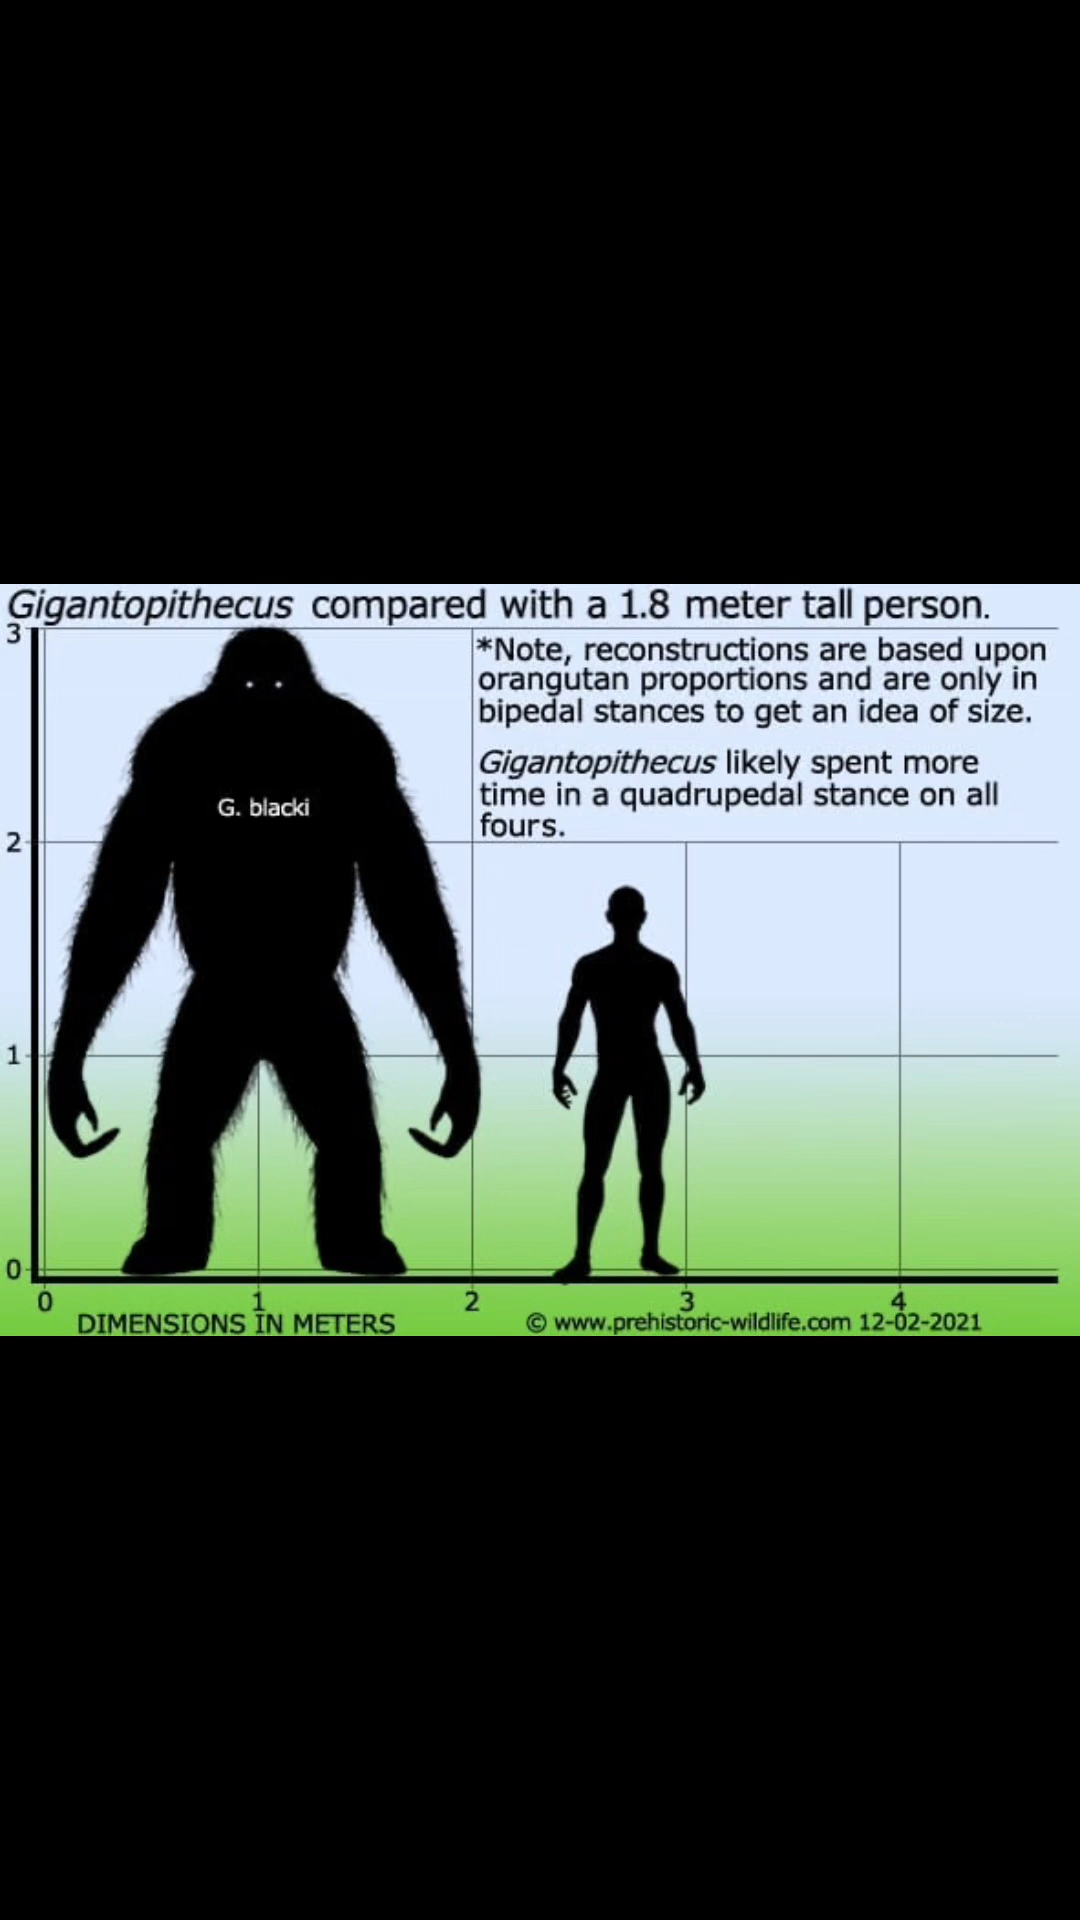 Gigantopithecus compared with a 1.8 meter tall person.
3
*Note, reconstructions are based upon
orangutan proportions and are only in
bipedal stances to get an idea of size.
Gigantopithecus likely spent more
time in a quadrupedal stance on all
fours.
G. blacki
2
1
0
0 1 2 3 4
DIMENSIONS IN METERS
© www.prehistoric-wildlife.com 12-02-2021